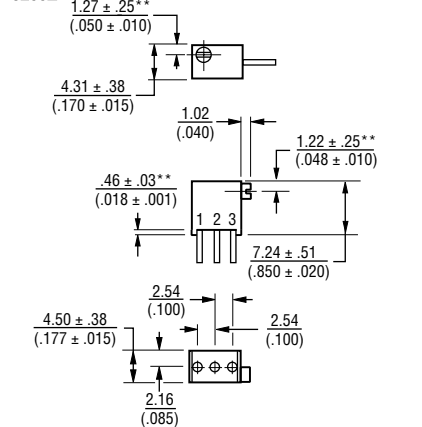 1.27 ± .25**
(.050 ± .010)
4.31 ± .38
(.170 ± .015)
1.02
(.040)
1.22 ± .25**
(.048 ± .010)
.46 ± .03**
(.018 ± .001)
1 2 3
7.24 ± .51
(.850 ± .020)
2.54
(.100)
4.50 ± .38
(.177 ± .015)
2.54
(.100)
2.16
(.085)